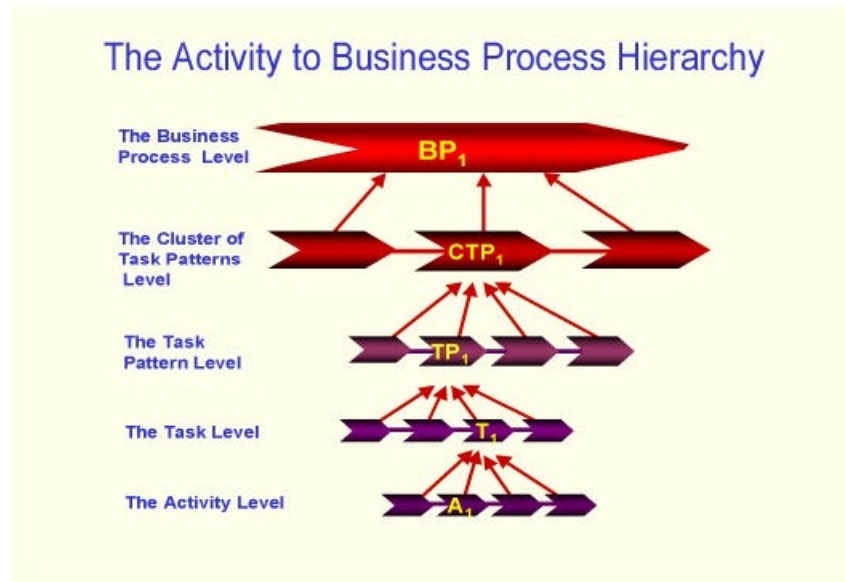 The Activity to Business Process Hierarchy
The Business
Process Level
BP₁
The Cluster of
Task Patterns
Level
CTP₁
The Task
Pattern Level
TP₁
The Task Level
T₁
The Activity Level
A₁